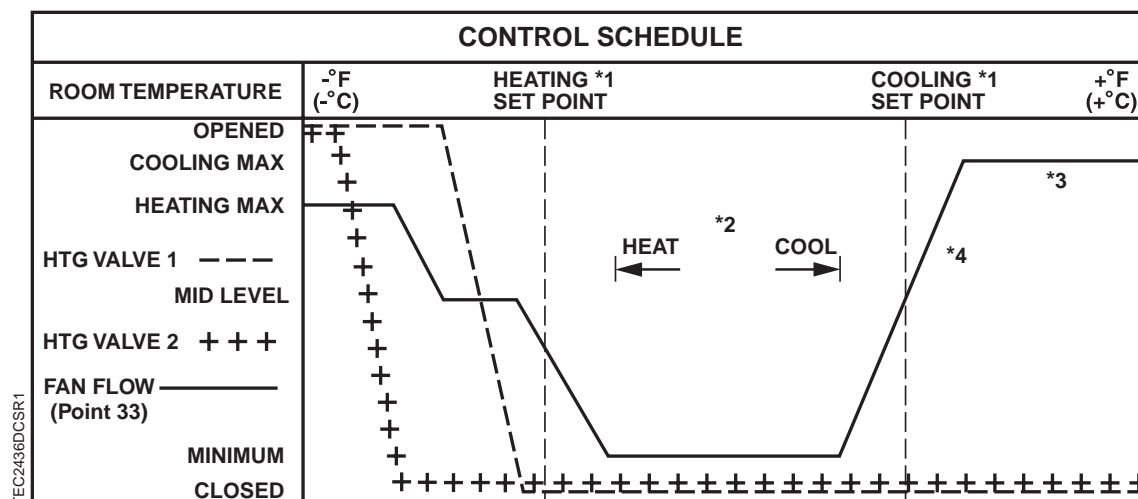 CONTROL SCHEDULE
ROOM TEMPERATURE
-°F
(-°C)
HEATING *1
SET POINT
COOLING *1
SET POINT
+°F
(+°C)
OPENED
COOLING MAX
*3
HEATING MAX
*2
HEAT
COOL
*4
HTG VALVE 1
MID LEVEL
HTG VALVE 2
FAN FLOW
(Point 33)
MINIMUM
CLOSED
TEC2436DCSR1